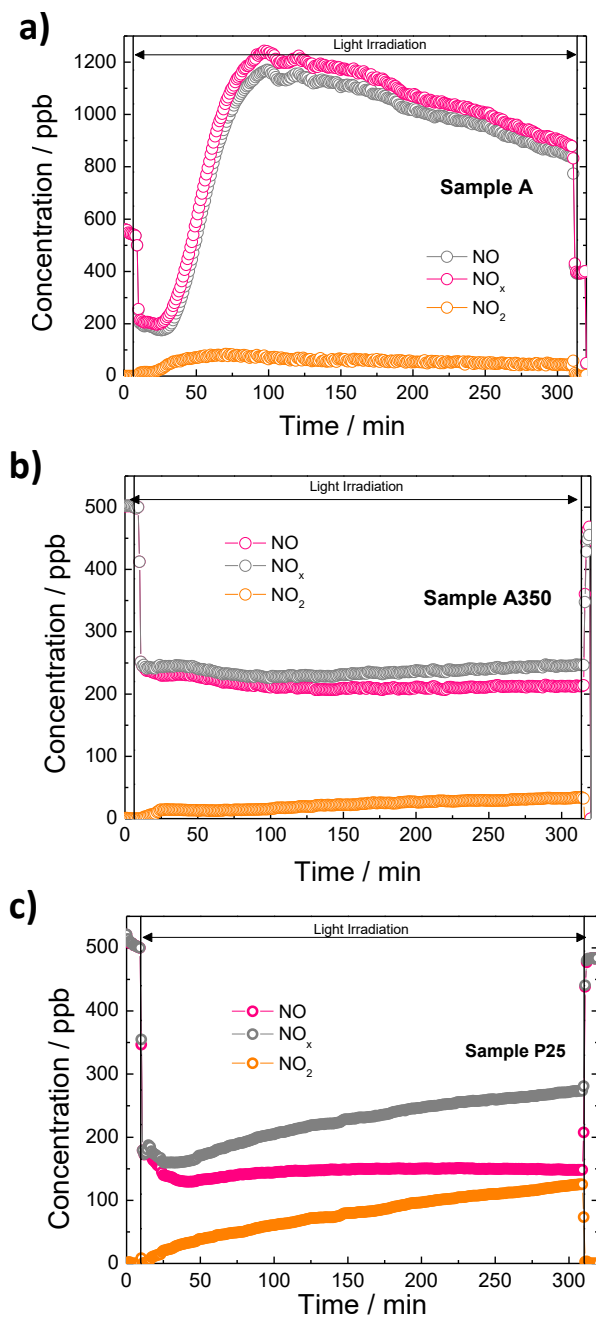 a)
Light Irradiation
1200
1000
800
600
400
200
0
Concentration / ppb
Sample A
NO
NOₓ
NO₂
0 50 100 150 200 250 300
Time / min
b)
Light Irradiation
500
400
300
200
100
0
Concentration / ppb
NO
NOₓ
NO₂
Sample A350
0 50 100 150 200 250 300
Time / min
c)
Light Irradiation
500
400
300
200
100
0
Concentration / ppb
NO
NOₓ
NO₂
Sample P25
0 50 100 150 200 250 300
Time / min